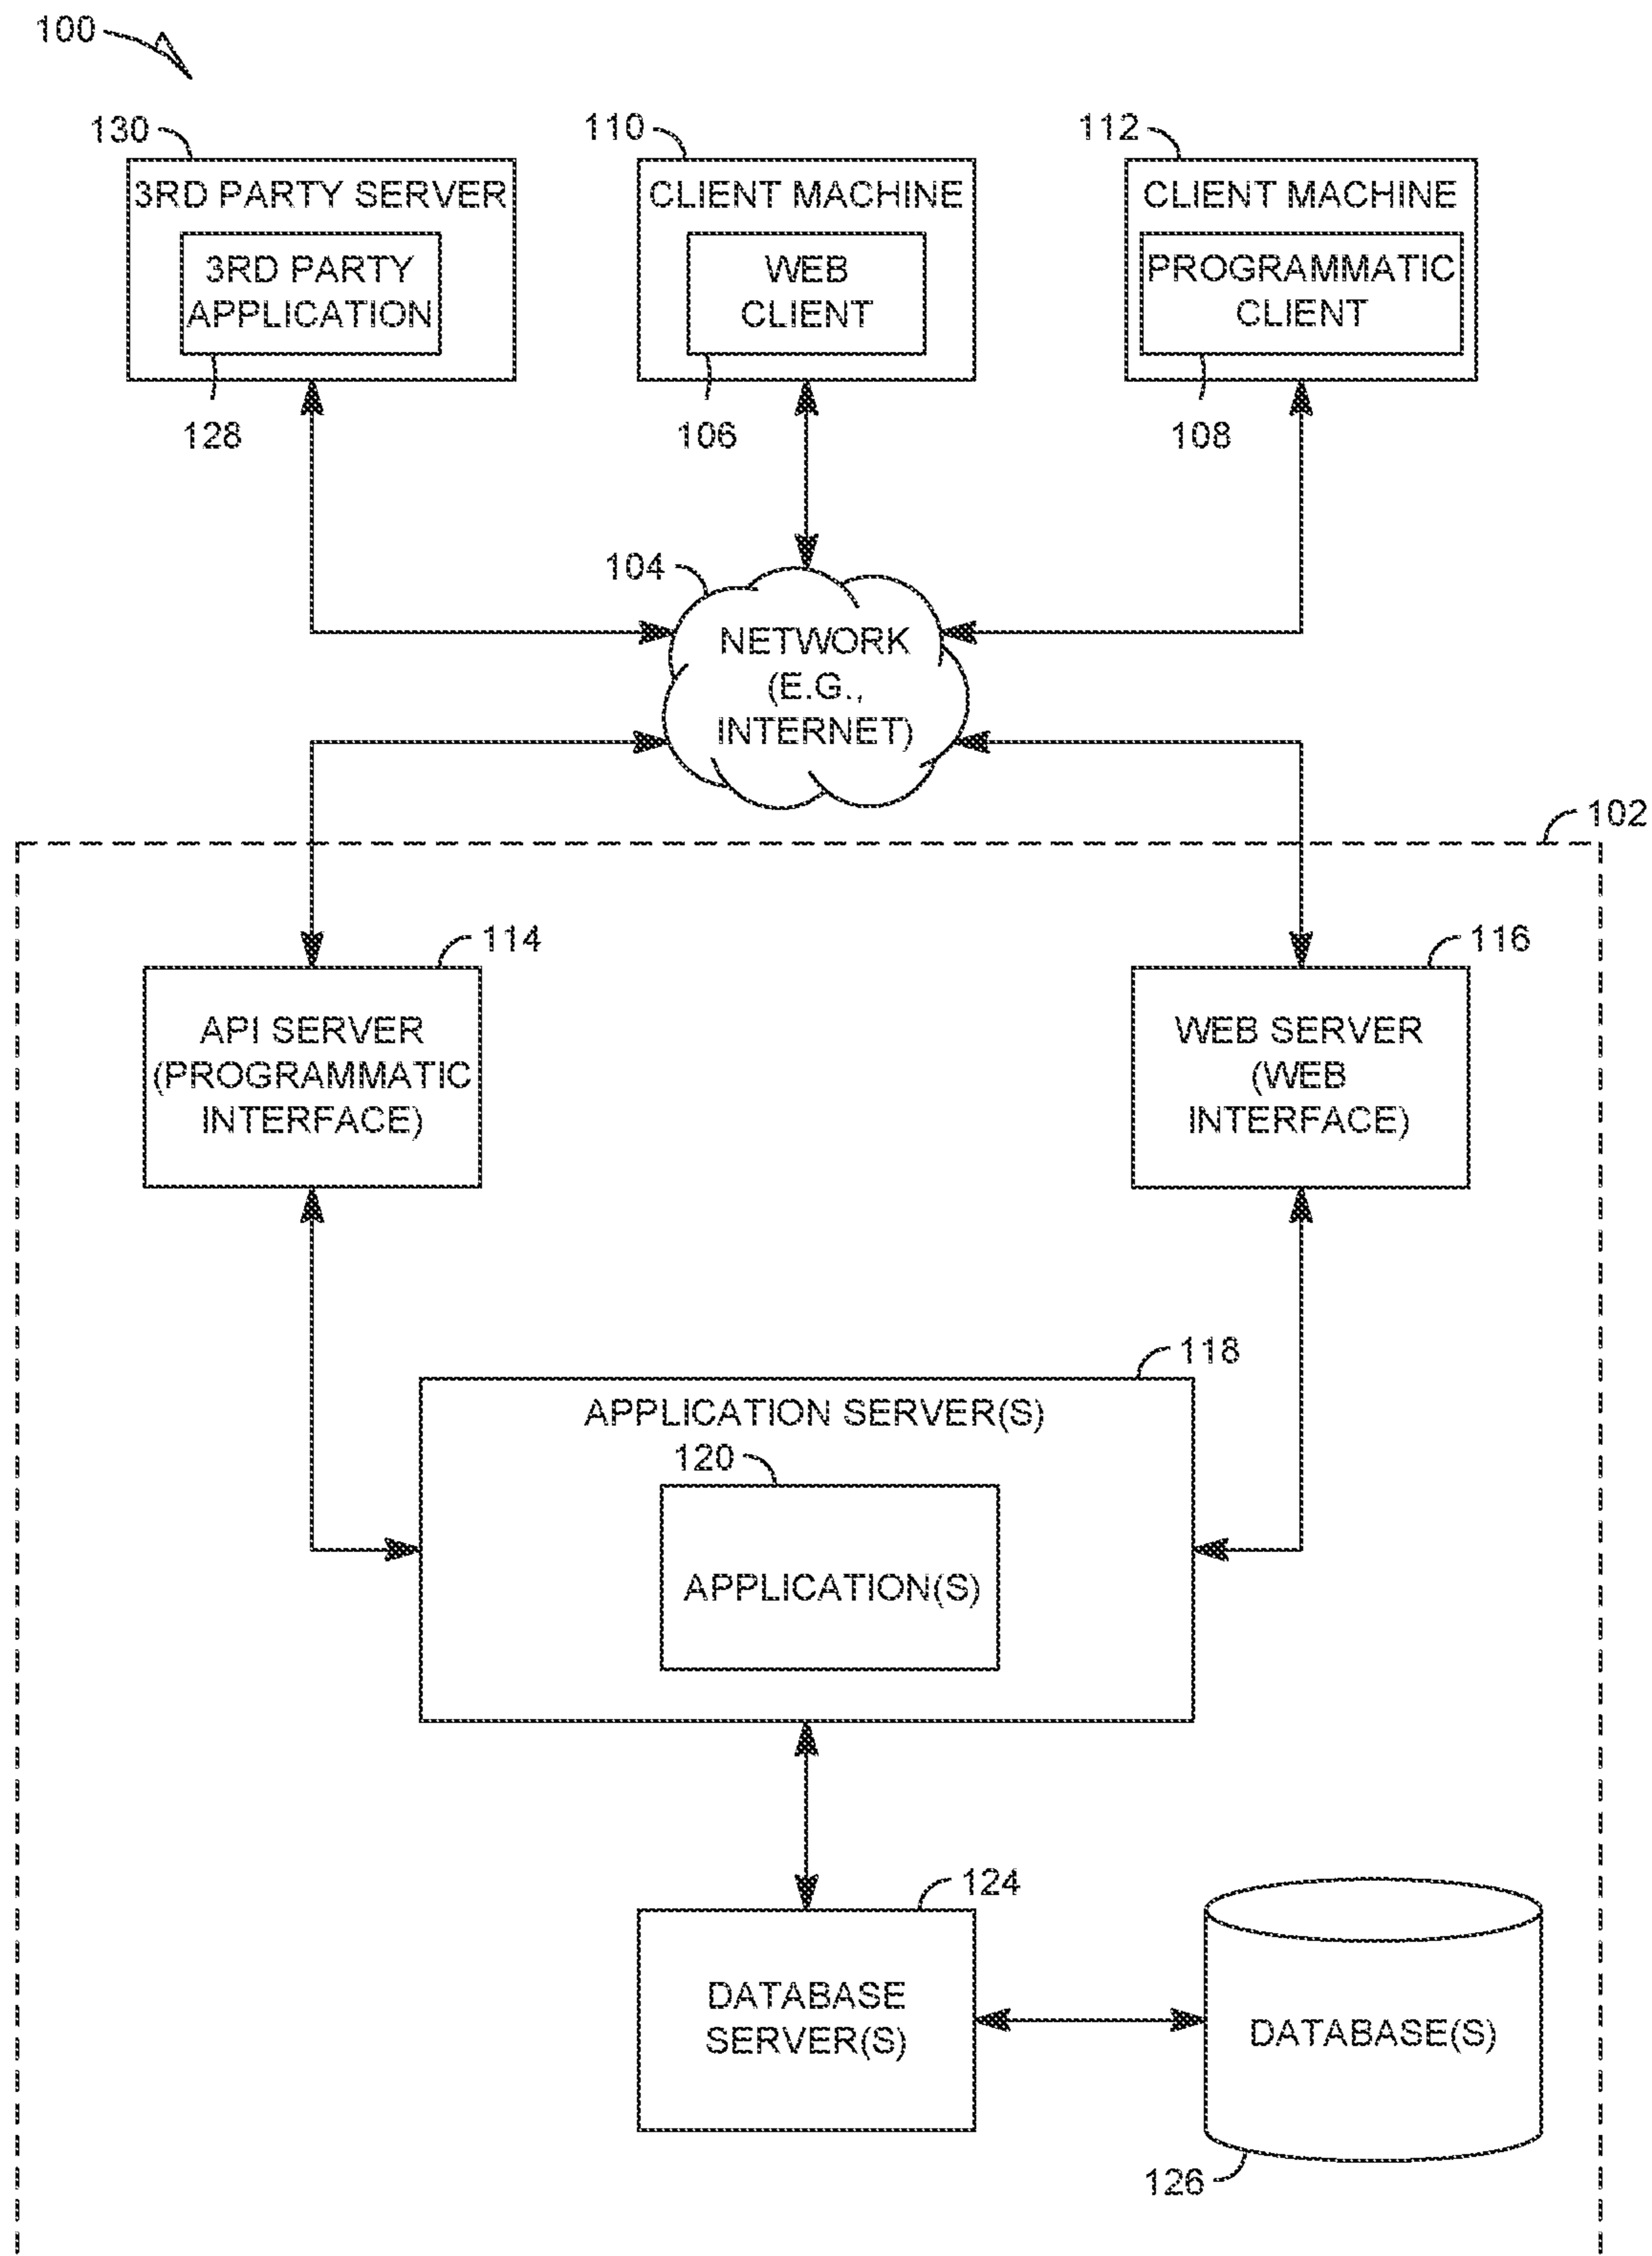 100
130
110
112
3RD PARTY SERVER
CLIENT MACHINE
CLIENT MACHINE
3RD PARTY
APPLICATION
WEB
CLIENT
PROGRAMMATIC
CLIENT
128
106
108
104
NETWORK
(E.G.,
INTERNET)
102
114
116
API SERVER
(PROGRAMMATIC
INTERFACE)
WEB SERVER
(WEB
INTERFACE)
118
APPLICATION SERVER(S)
120
APPLICATION(S)
124
DATABASE
SERVER(S)
DATABASE(S)
126